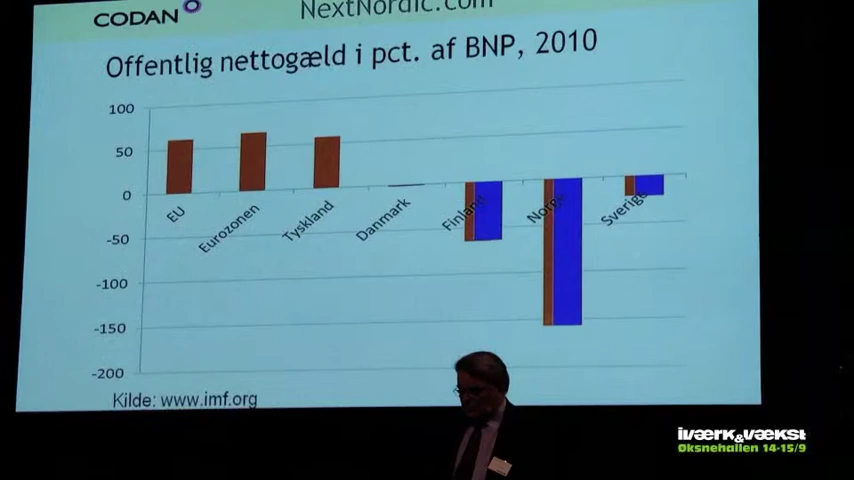 CODAN
NextNordic.com
Offentlig nettogæld i pct. af BNP, 2010
100
50
0
-50
-100
-150
-200
EU
Eurozonen
Tyskland
Danmark
Finland
Norge
Sverige
Kilde: www.imf.org
iværk&vækst
Øksnehallen 14-15/9